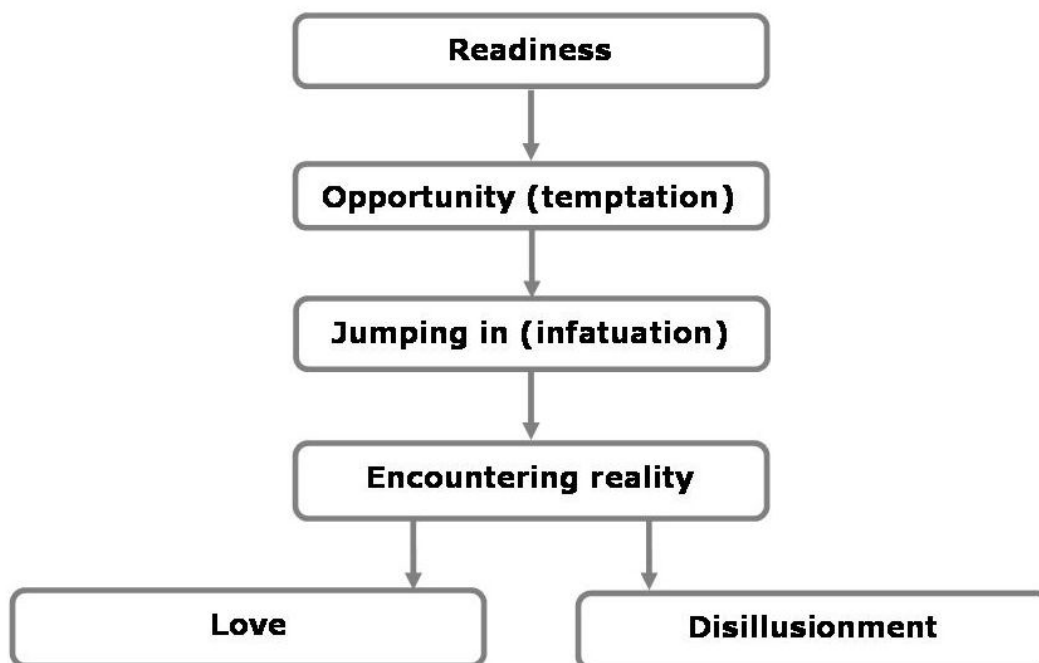 Readiness
Opportunity (temptation)
Jumping in (infatuation)
Encountering reality
Love
Disillusionment